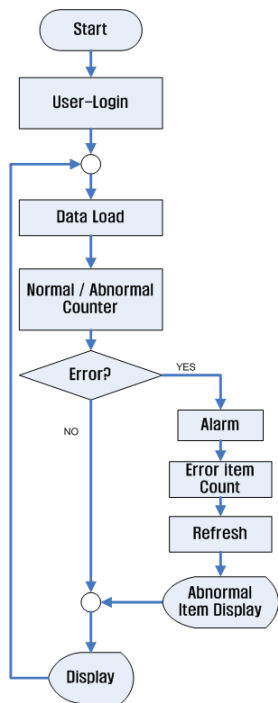 Start
User-Login
Data Load
Normal / Abnormal
Counter
Error?
YES
NO
Alarm
Error item
Count
Refresh
Abnormal
Item Display
Display